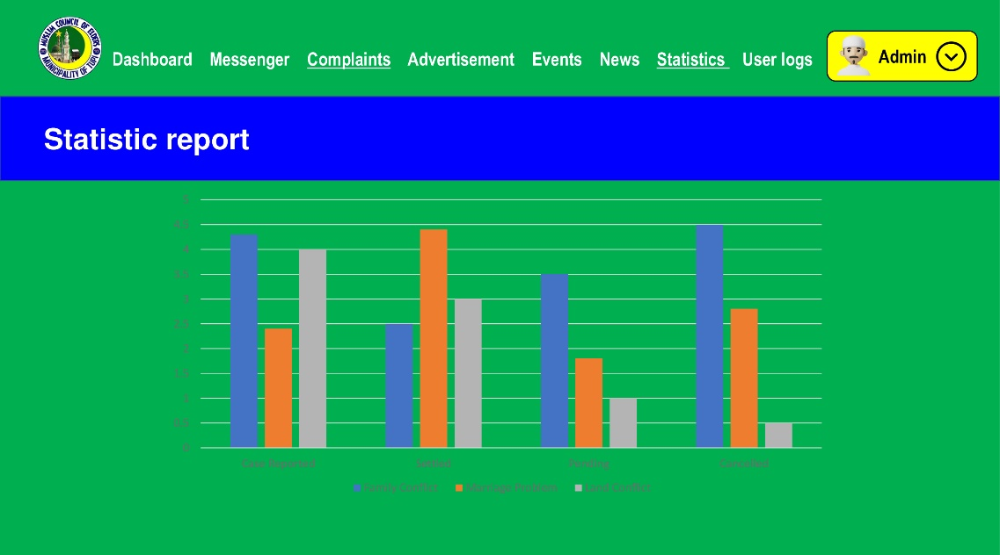 MUSLIM COUNCIL OF ELDERS
MUNICIPALITY OF TUPI
Dashboard Messenger Complaints Advertisement Events News Statistics User logs Admin
Statistic report
5
4.5
4
3.5
3
2.5
2
1.5
1
0.5
0
Case Reported Settled Pending Cancelled
Family Conflict Marriage Problem Land Conflict